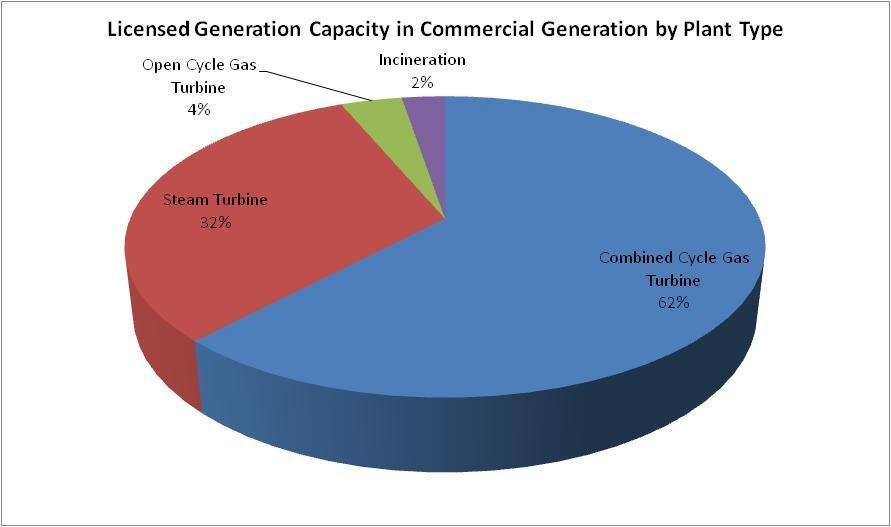 Licensed Generation Capacity in Commercial Generation by Plant Type
Open Cycle Gas
Turbine
4%
Incineration
2%
Steam Turbine
32%
Combined Cycle Gas
Turbine
62%